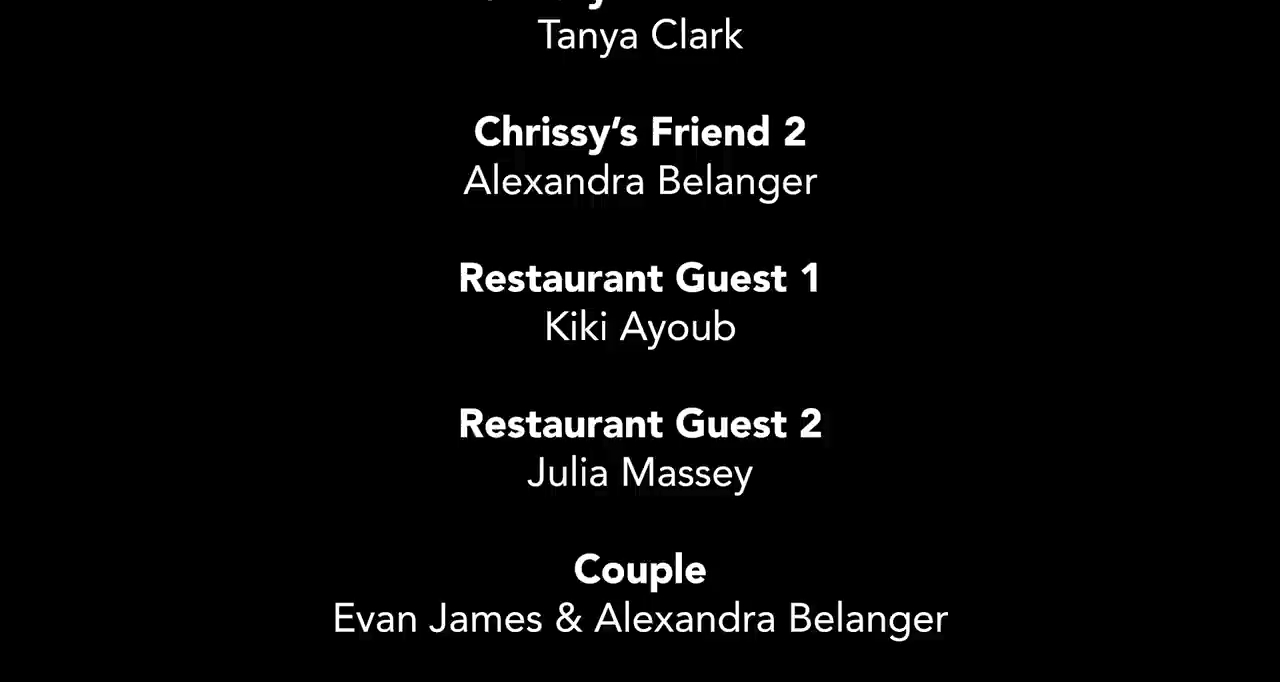 Tanya Clark
Chrissy’s Friend 2
Alexandra Belanger
Restaurant Guest 1
Kiki Ayoub
Restaurant Guest 2
Julia Massey
Couple
Evan James & Alexandra Belanger